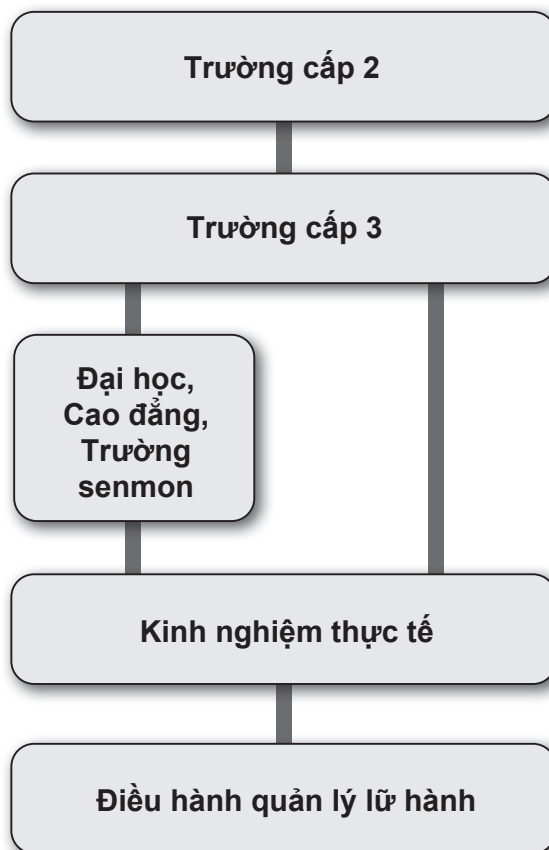 Trường cấp 2
Trường cấp 3
Đại học,
Cao đẳng,
Trường
senmon
Kinh nghiệm thực tế
Điều hành quản lý lữ hành